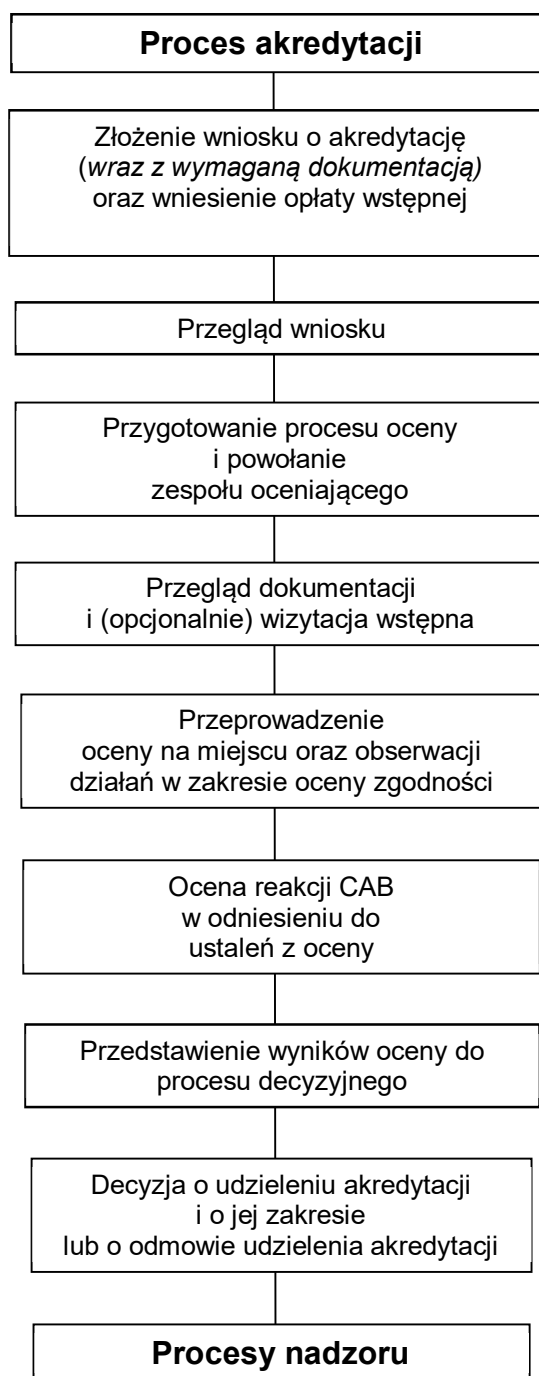 Proces akredytacji
Złożenie wniosku o akredytację
(wraz z wymaganą dokumentacją)
oraz wniesienie opłaty wstępnej
Przegląd wniosku
Przygotowanie procesu oceny
i powołanie
zespołu oceniającego
Przegląd dokumentacji
i (opcjonalnie) wizytacja wstępna
Przeprowadzenie
oceny na miejscu oraz obserwacji
działań w zakresie oceny zgodności
Ocena reakcji CAB
w odniesieniu do
ustaleń z oceny
Przedstawienie wyników oceny do
procesu decyzyjnego
Decyzja o udzieleniu akredytacji
i o jej zakresie
lub o odmowie udzielenia akredytacji
Procesy nadzoru